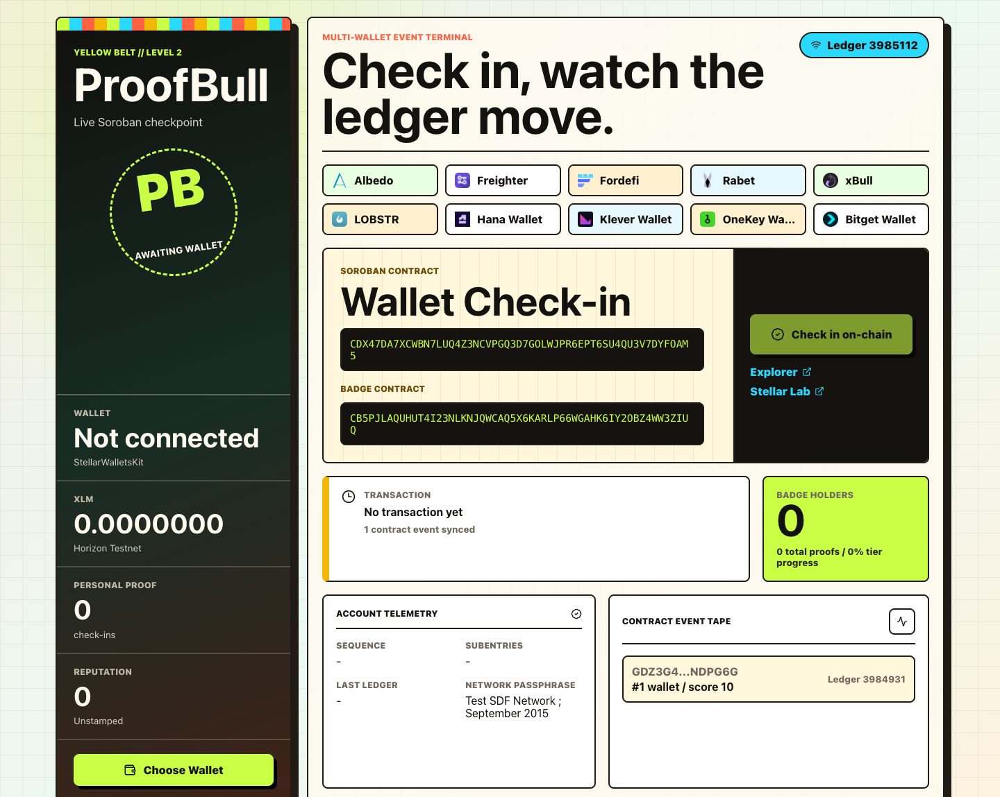 YELLOW BELT // LEVEL 2
ProofBull
Live Soroban checkpoint
PB
AWAITING WALLET
WALLET
Not connected
StellarWalletsKit
XLM
0.0000000
Horizon Testnet
PERSONAL PROOF
0
check-ins
REPUTATION
0
Unstamped
Choose Wallet
MULTI-WALLET EVENT TERMINAL
Check in, watch the
ledger move.
Ledger 3985112
Albedo
Freighter
Fordefi
Rabet
xBull
LOBSTR
Hana Wallet
Klever Wallet
OneKey Wa...
Bitget Wallet
SOROBAN CONTRACT
Wallet Check-in
CDX47DA7XCWBN7LUQ4Z3NCVPGQ3D7GOLWJPR6EPT6SU4QU3V7DYFOAM
5
BADGE CONTRACT
CB5PJLAQUHUT4I23NLKNJQWCAQ5X6KARLP66WGAHK6IY2OBZ4WW3ZIU
Q
Check in on-chain
Explorer
Stellar Lab
TRANSACTION
No transaction yet
1 contract event synced
BADGE HOLDERS
0
0 total proofs / 0% tier
progress
ACCOUNT TELEMETRY
SEQUENCE
-
SUBENTRIES
-
LAST LEDGER
-
NETWORK PASSPHRASE
Test SDF Network ;
September 2015
CONTRACT EVENT TAPE
GDZ3G4...NDPG6G
#1 wallet / score 10
Ledger 3984931